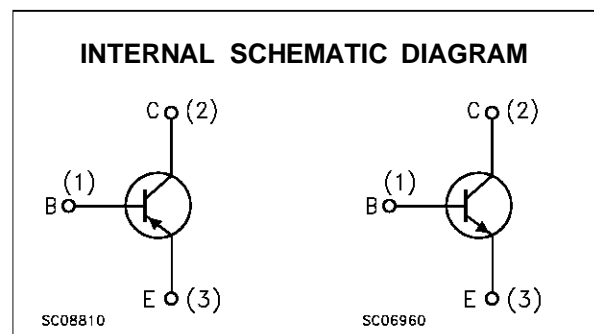 INTERNAL SCHEMATIC DIAGRAM
C (2) C (2)
(1) (1)
B B
E (3) E (3)
SC08810 SC06960